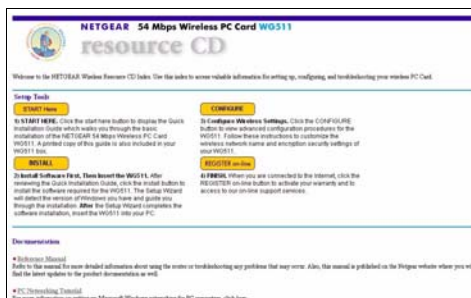 NETGEAR 54 Mbps Wireless PC Card WG511
resource CD
Welcome to the NETGEAR Wireless Resource CD Index. Use this index to access valuable information for setting up, configuring, and troubleshooting your wireless PC Card.
Setup Tools
START Here
1) START HERE. Click the start here button to display the Quick
Installation Guide which walks you through the basic
installation of the NETGEAR 54 Mbps Wireless PC Card
WG511. A printed copy of this guide is also included in your
WG511 box.
INSTALL
2) Install Software First, Then Insert the WG511. After
reviewing the Quick Installation Guide, click the Install button to
install the software required for the WG511. The Setup Wizard
will detect the version of Windows you have and guide you
through the installation. After the Setup Wizard completes the
software installation, insert the WG511 into your PC.
CONFIGURE
3) Configure Wireless Settings. Click the CONFIGURE
button to view advanced configuration procedures for the
WG511. Follow these instructions to customize the
wireless network name and encryption security settings of
your WG511.
REGISTER on-line
4) FINISH. When you are connected to the Internet, click the
REGISTER on-line button to activate your warranty and to
access to our on-line support services.
Documentation
Reference Manual
Refer to this manual for more detailed information about using the router or troubleshooting any problems that may occur. Also, this manual is published on the Netgear website where you wi
find the latest updates to the product documentation as well.
PC Networking Tutorial